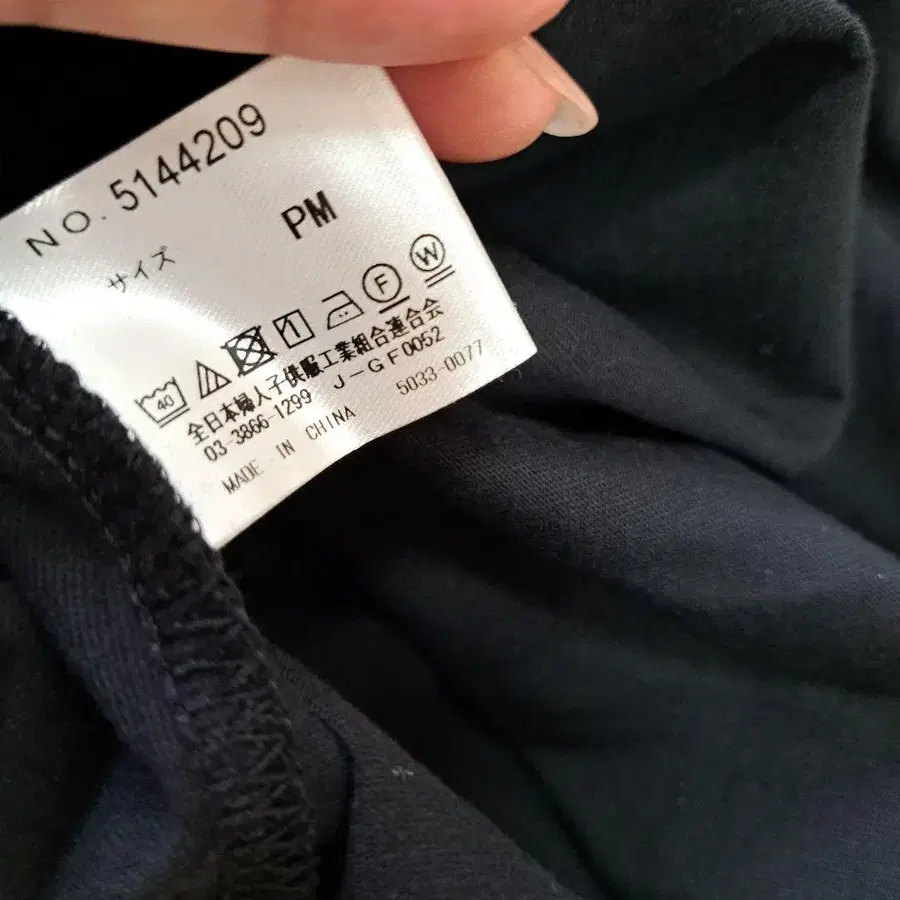 NO. 5144209
サイズ PM
40 F W
全日本婦人子供服工業組合連合会
03-3866-1299 J-GF0052
MADE IN CHINA 5033-0077